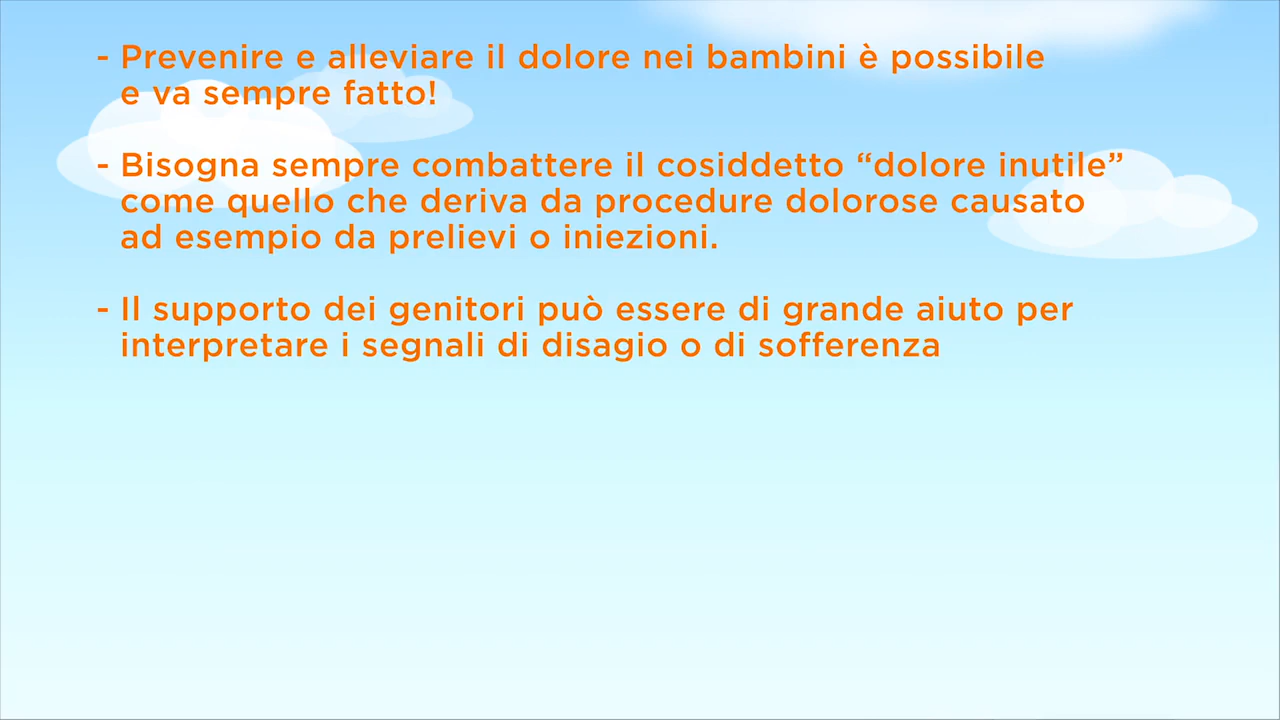 - Prevenire e alleviare il dolore nei bambini è possibile
e va sempre fatto!
- Bisogna sempre combattere il cosiddetto “dolore inutile”
come quello che deriva da procedure dolorose causato
ad esempio da prelievi o iniezioni.
- Il supporto dei genitori può essere di grande aiuto per
interpretare i segnali di disagio o di sofferenza